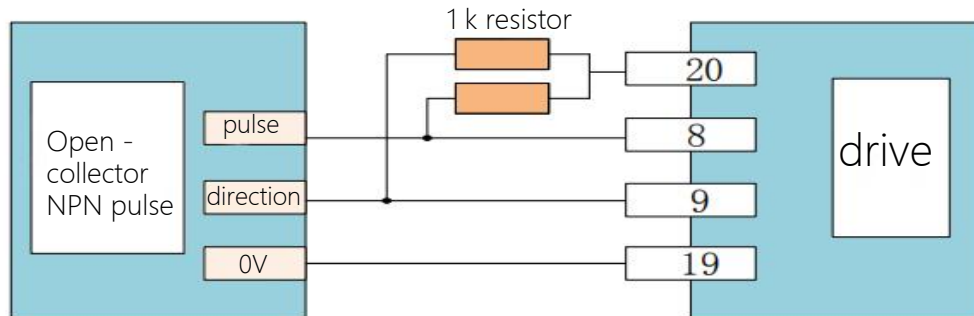 1 k resistor
Open -
collector
NPN pulse
pulse
direction
0V
20
8
9
19
drive